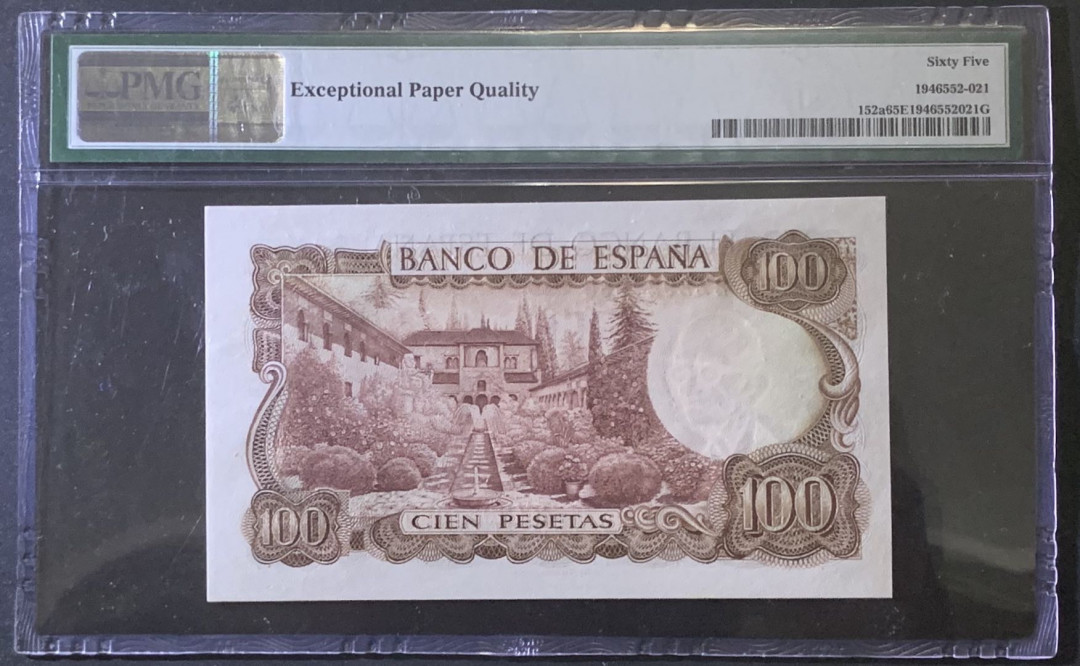 PMG
Exceptional Paper Quality
Sixty Five
1946552-021
152a65E1946552021G
BANCO DE ESPAÑA
100
100
CIEN PESETAS
100